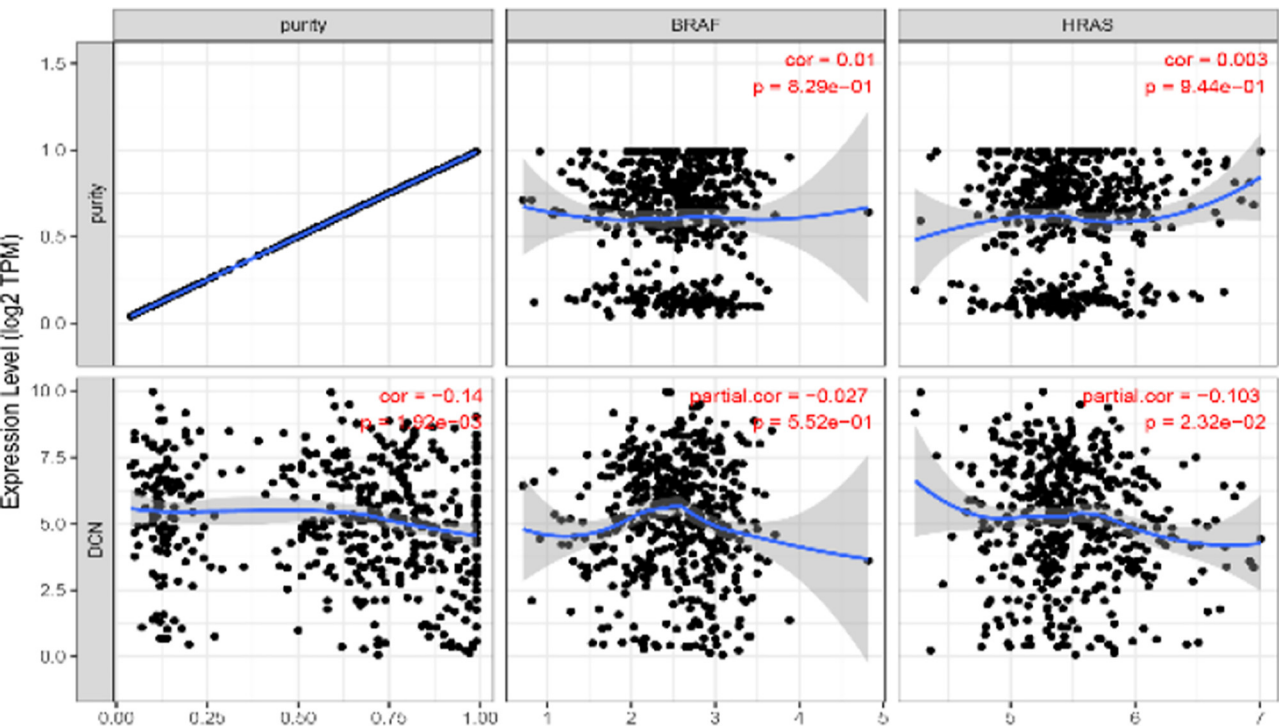 purity
BRAF
HRAS
Expression Level (log2 TPM)
purity
1.5
1.0
0.5
0.0
cor = 0.01
p = 8.29e−01
cor = 0.003
p = 9.44e−01
DCN
10.0
7.5
5.0
2.5
0.0
cor = −0.14
p = 1.92e−03
partial.cor = −0.027
p = 5.52e−01
partial.cor = −0.103
p = 2.32e−02
0.00 0.25 0.50 0.75 1.00
1 2 3 4 5
5 6 7